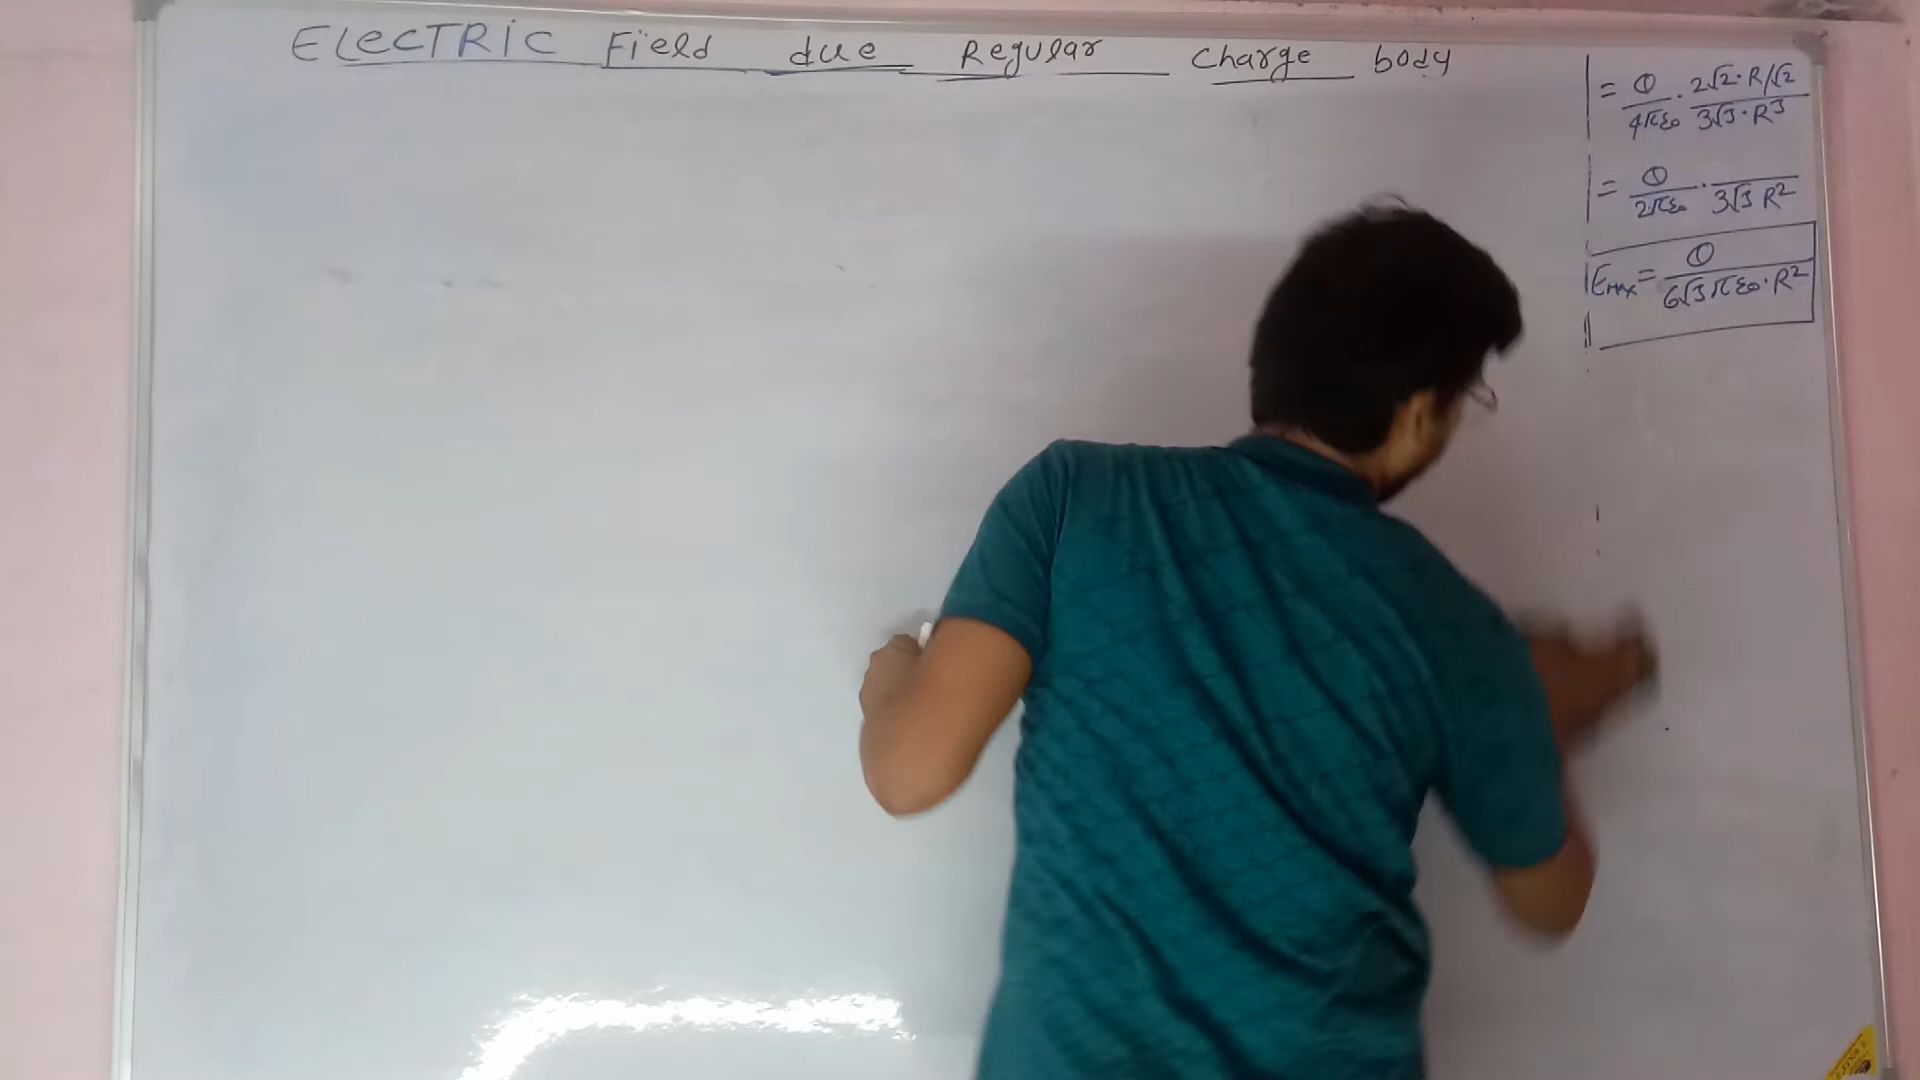 ELeCTRiC Field due Regular Charge body
= Q/4πε₀ · 2√2·R/√2 / 3√3·R³
= Q/2πε₀ · / 3√3 R²
Emax = Q / 6√3πε₀·R²